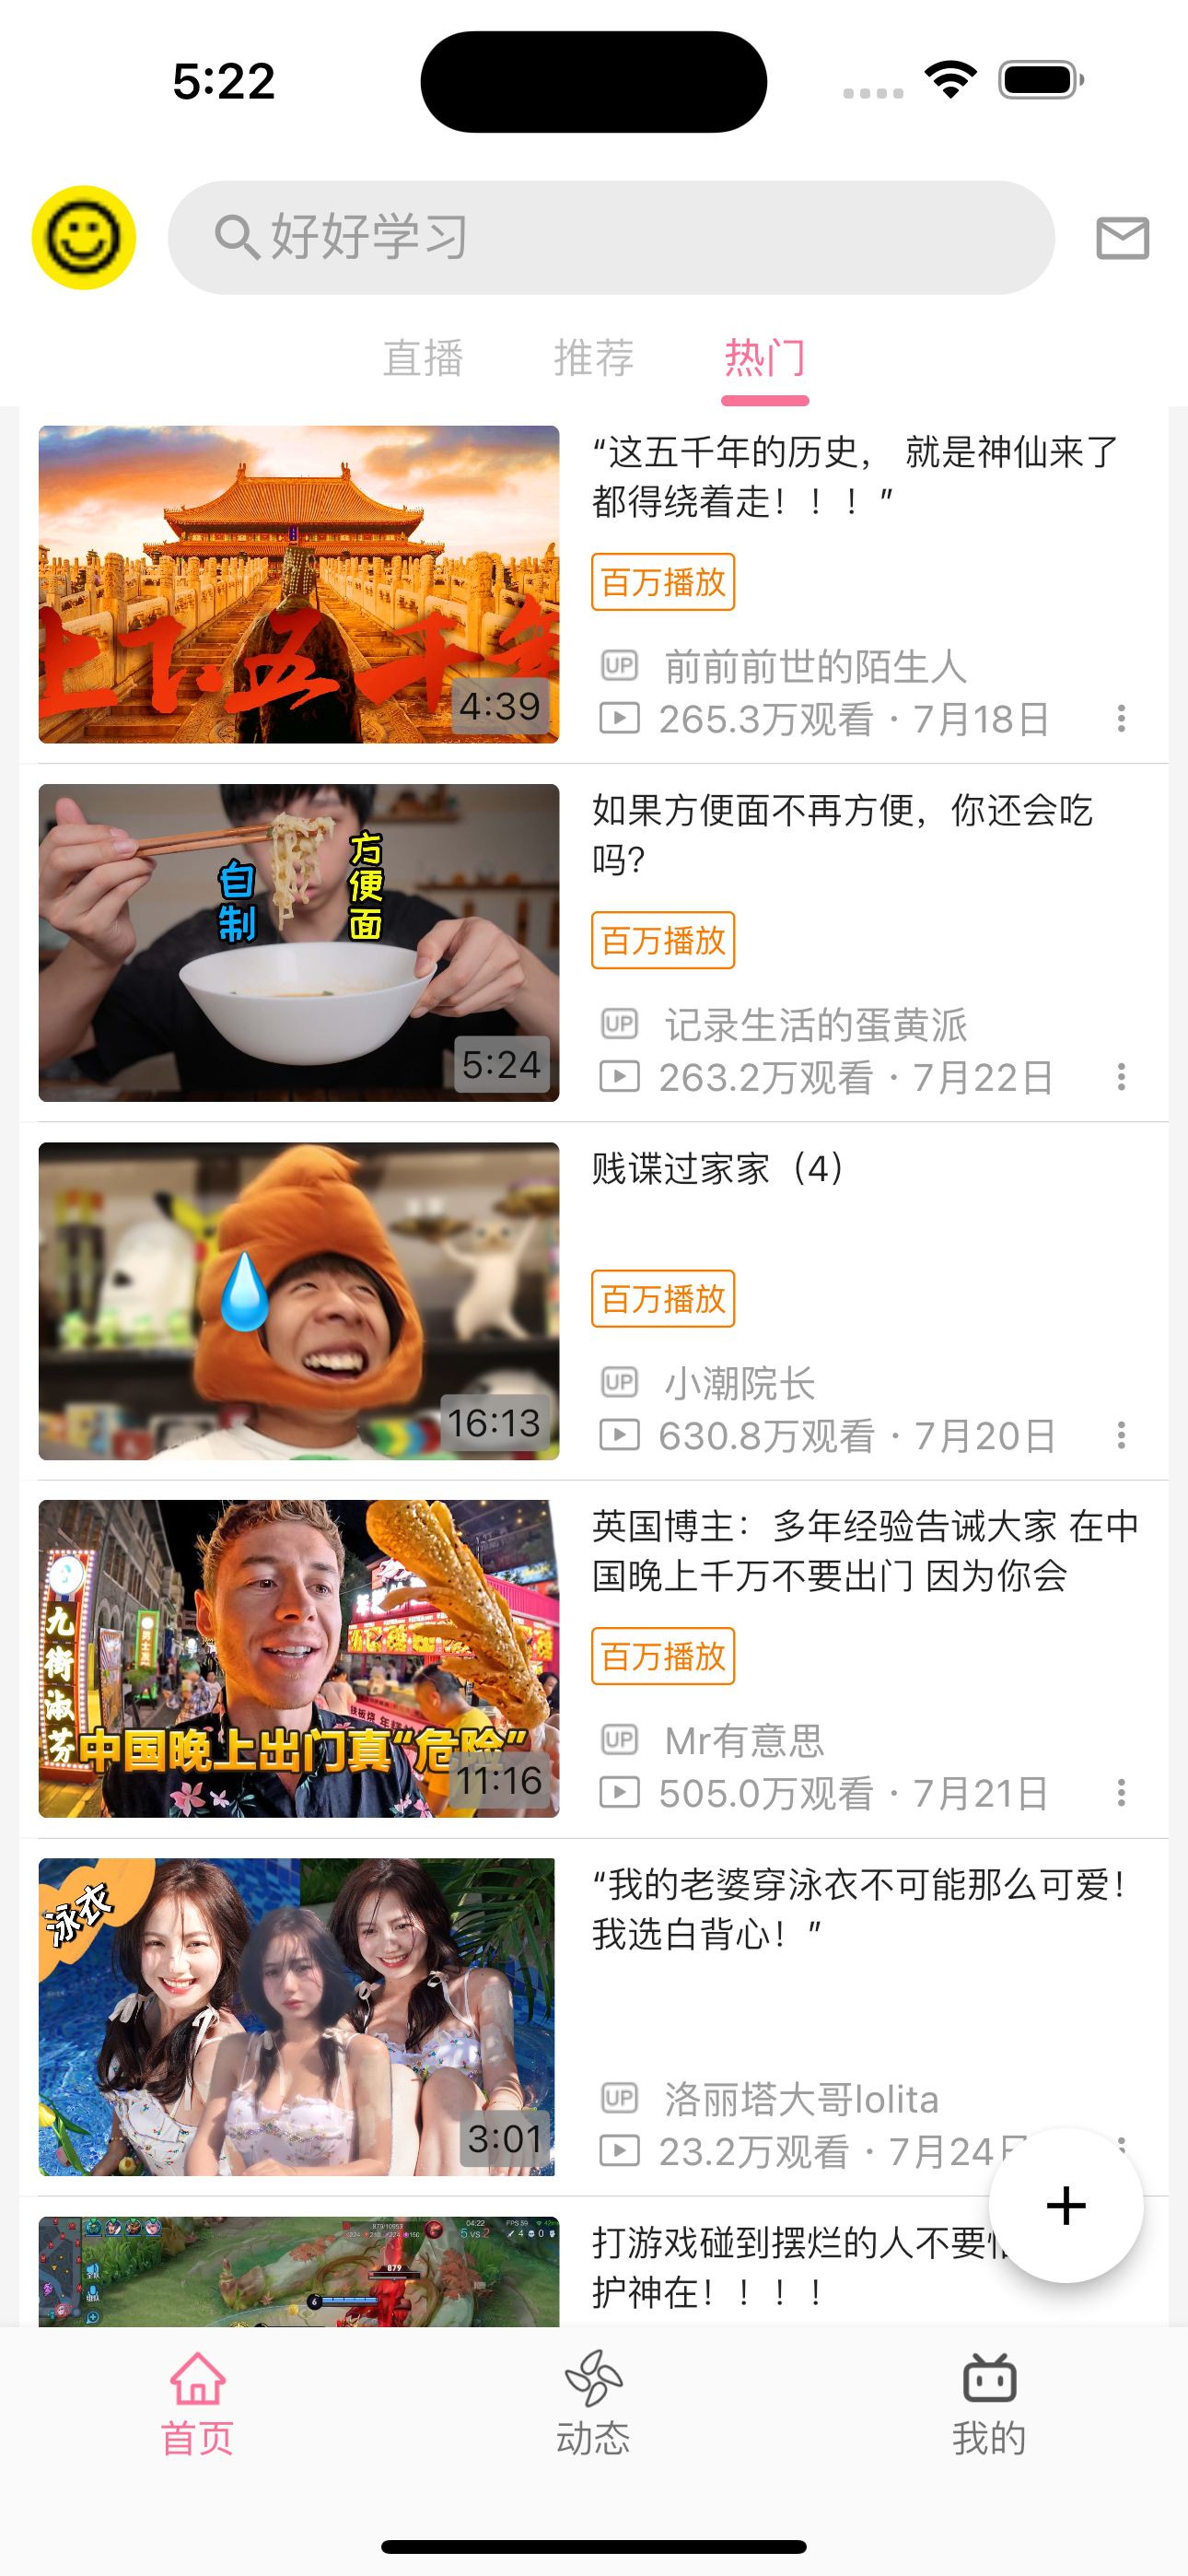 5:22
好好学习
直播 推荐 热门
上下五千年
4:39
“这五千年的历史， 就是神仙来了
都得绕着走！！！”
百万播放
UP 前前前世的陌生人
265.3万观看 · 7月18日
自制
方便面
5:24
如果方便面不再方便，你还会吃
吗?
百万播放
UP 记录生活的蛋黄派
263.2万观看 · 7月22日
16:13
贱谍过家家（4）
百万播放
UP 小潮院长
630.8万观看 · 7月20日
九街淑芬
中国晚上出门真“危险”
11:16
英国博主：多年经验告诫大家 在中
国晚上千万不要出门 因为你会
百万播放
UP Mr有意思
505.0万观看 · 7月21日
泳衣
3:01
“我的老婆穿泳衣不可能那么可爱！
我选白背心！”
UP 洛丽塔大哥lolita
23.2万观看 · 7月24日
04:22
5 VS 2
879
6
打游戏碰到摆烂的人不要
护神在！！！！
+
首页 动态 我的